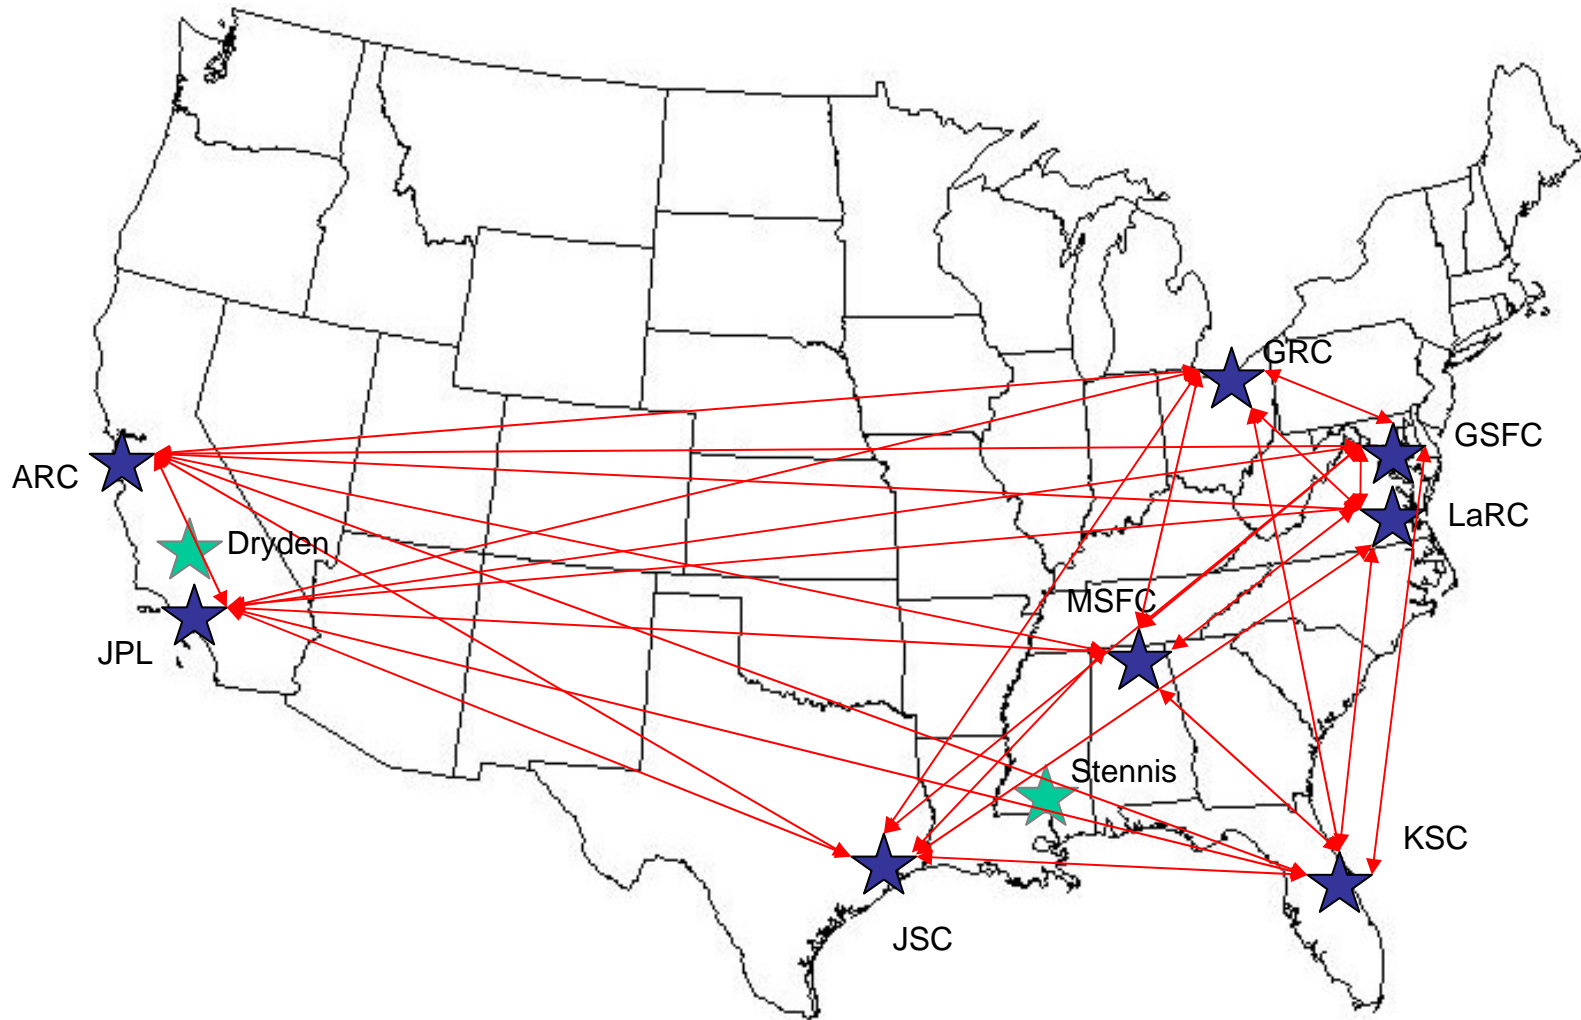 GRC
GSFC
ARC
LaRC
Dryden
MSFC
JPL
Stennis
KSC
JSC